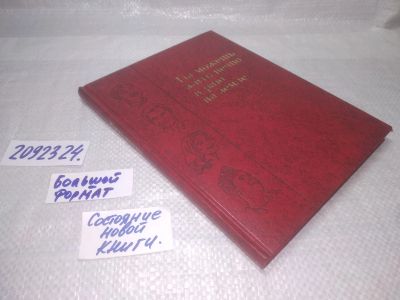 Ты можешь
жить вечно
в раю
на земле
2092324.
Большой
формат
Состояние
новой
книги.